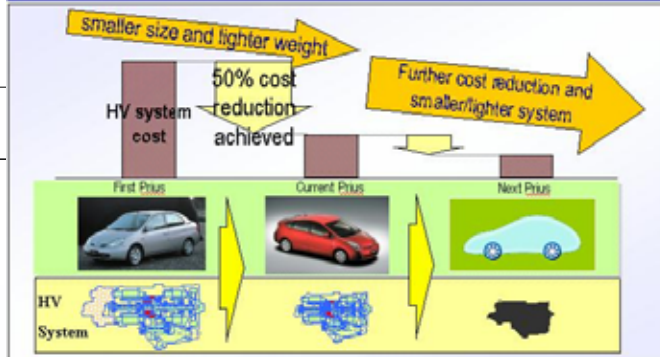 smaller size and lighter weight
Further cost reduction and
smaller/lighter system
50% cost
reduction
achieved
HV system
cost
First Prius
Current Prius
Next Prius
HV
System